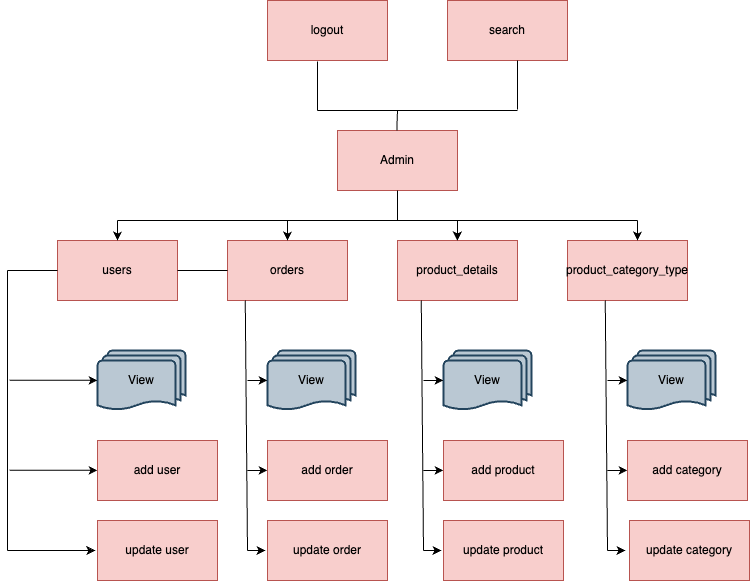 logout
search
Admin
users
orders
product_details
product_category_type
View
View
View
View
add user
add order
add product
add category
update user
update order
update product
update category